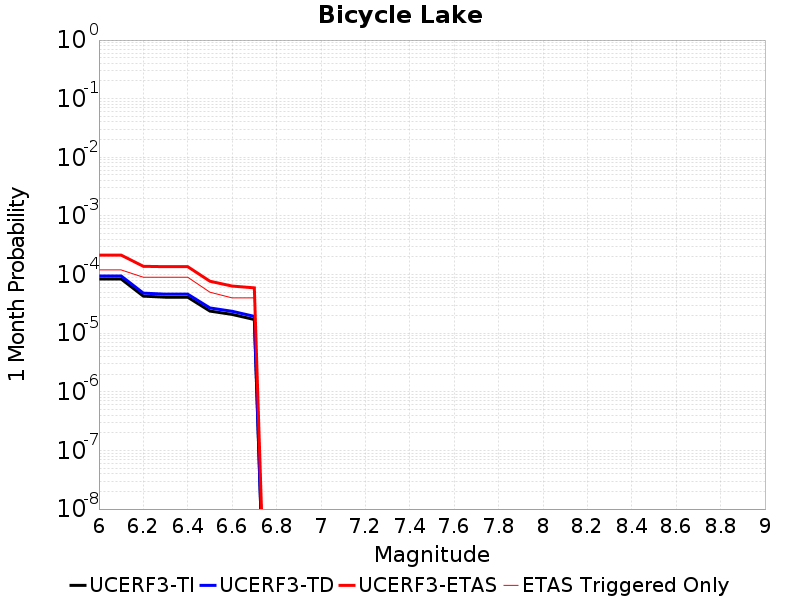 Bicycle Lake
10^0
10^-1
10^-2
10^-3
10^-4
10^-5
10^-6
10^-7
10^-8
1 Month Probability
6 6.2 6.4 6.6 6.8 7 7.2 7.4 7.6 7.8 8 8.2 8.4 8.6 8.8 9
Magnitude
UCERF3-TI UCERF3-TD UCERF3-ETAS ETAS Triggered Only